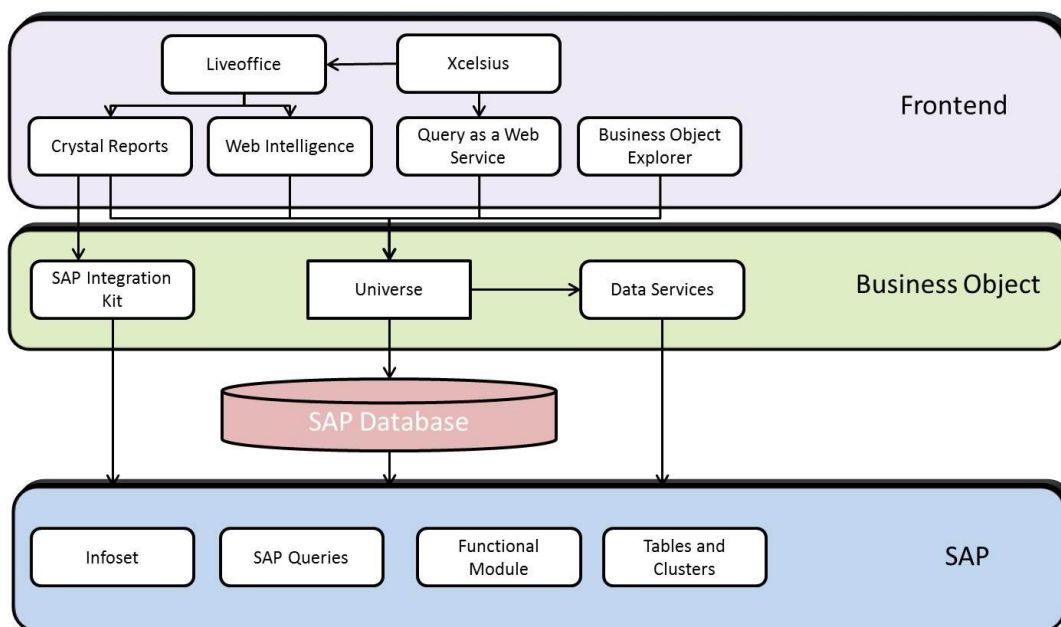 Liveoffice
Xcelsius
Frontend
Crystal Reports
Web Intelligence
Query as a Web
Service
Business Object
Explorer
SAP Integration
Kit
Universe
Data Services
Business Object
SAP Database
Infoset
SAP Queries
Functional
Module
Tables and
Clusters
SAP